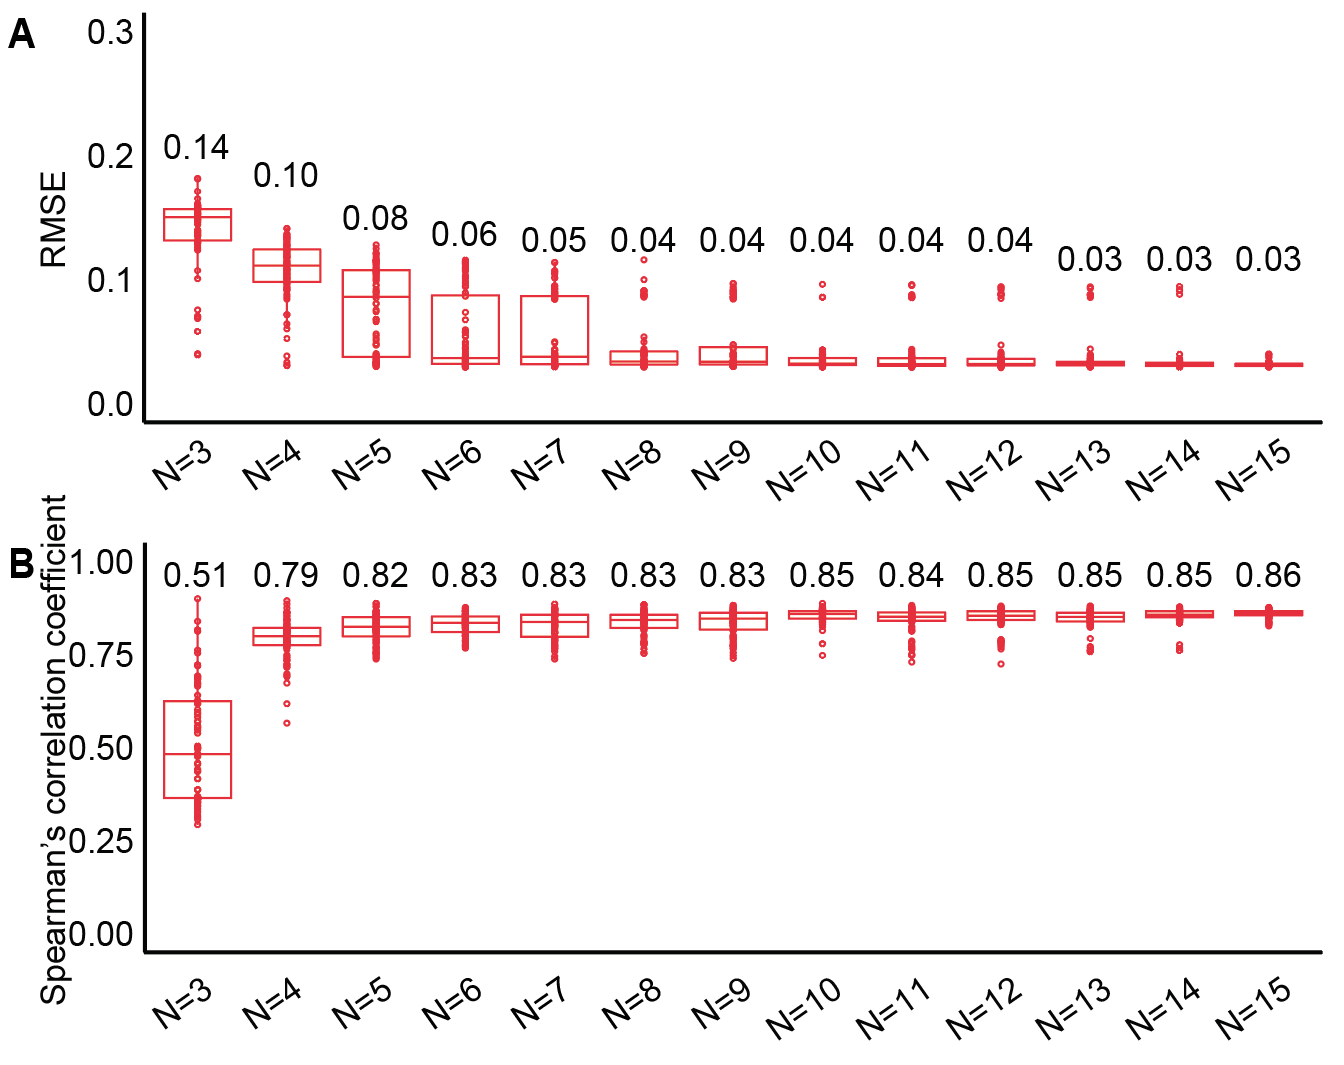 A
RMSE
0.3
0.2
0.1
0.0
0.14 0.10 0.08 0.06 0.05 0.04 0.04 0.04 0.04 0.04 0.03 0.03 0.03
N=3 N=4 N=5 N=6 N=7 N=8 N=9 N=10 N=11 N=12 N=13 N=14 N=15
B
Spearman’s correlation coefficient
1.00
0.75
0.50
0.25
0.00
0.51 0.79 0.82 0.83 0.83 0.83 0.83 0.85 0.84 0.85 0.85 0.85 0.86
N=3 N=4 N=5 N=6 N=7 N=8 N=9 N=10 N=11 N=12 N=13 N=14 N=15